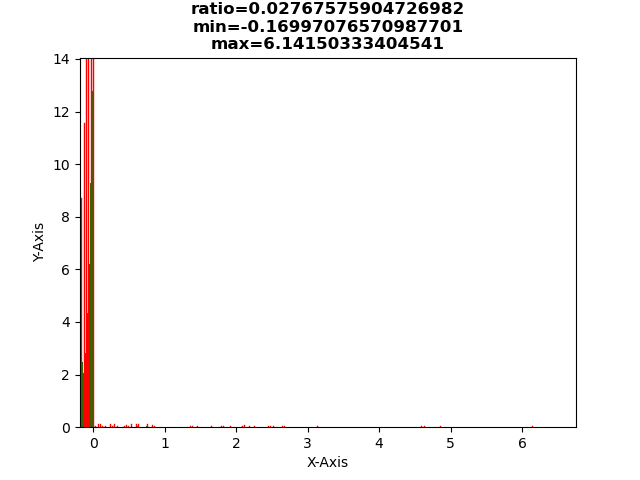 ratio=0.02767575904726982
min=-0.16997076570987701
max=6.14150333404541
14
12
10
8
6
4
2
0
Y-Axis
0 1 2 3 4 5 6
X-Axis